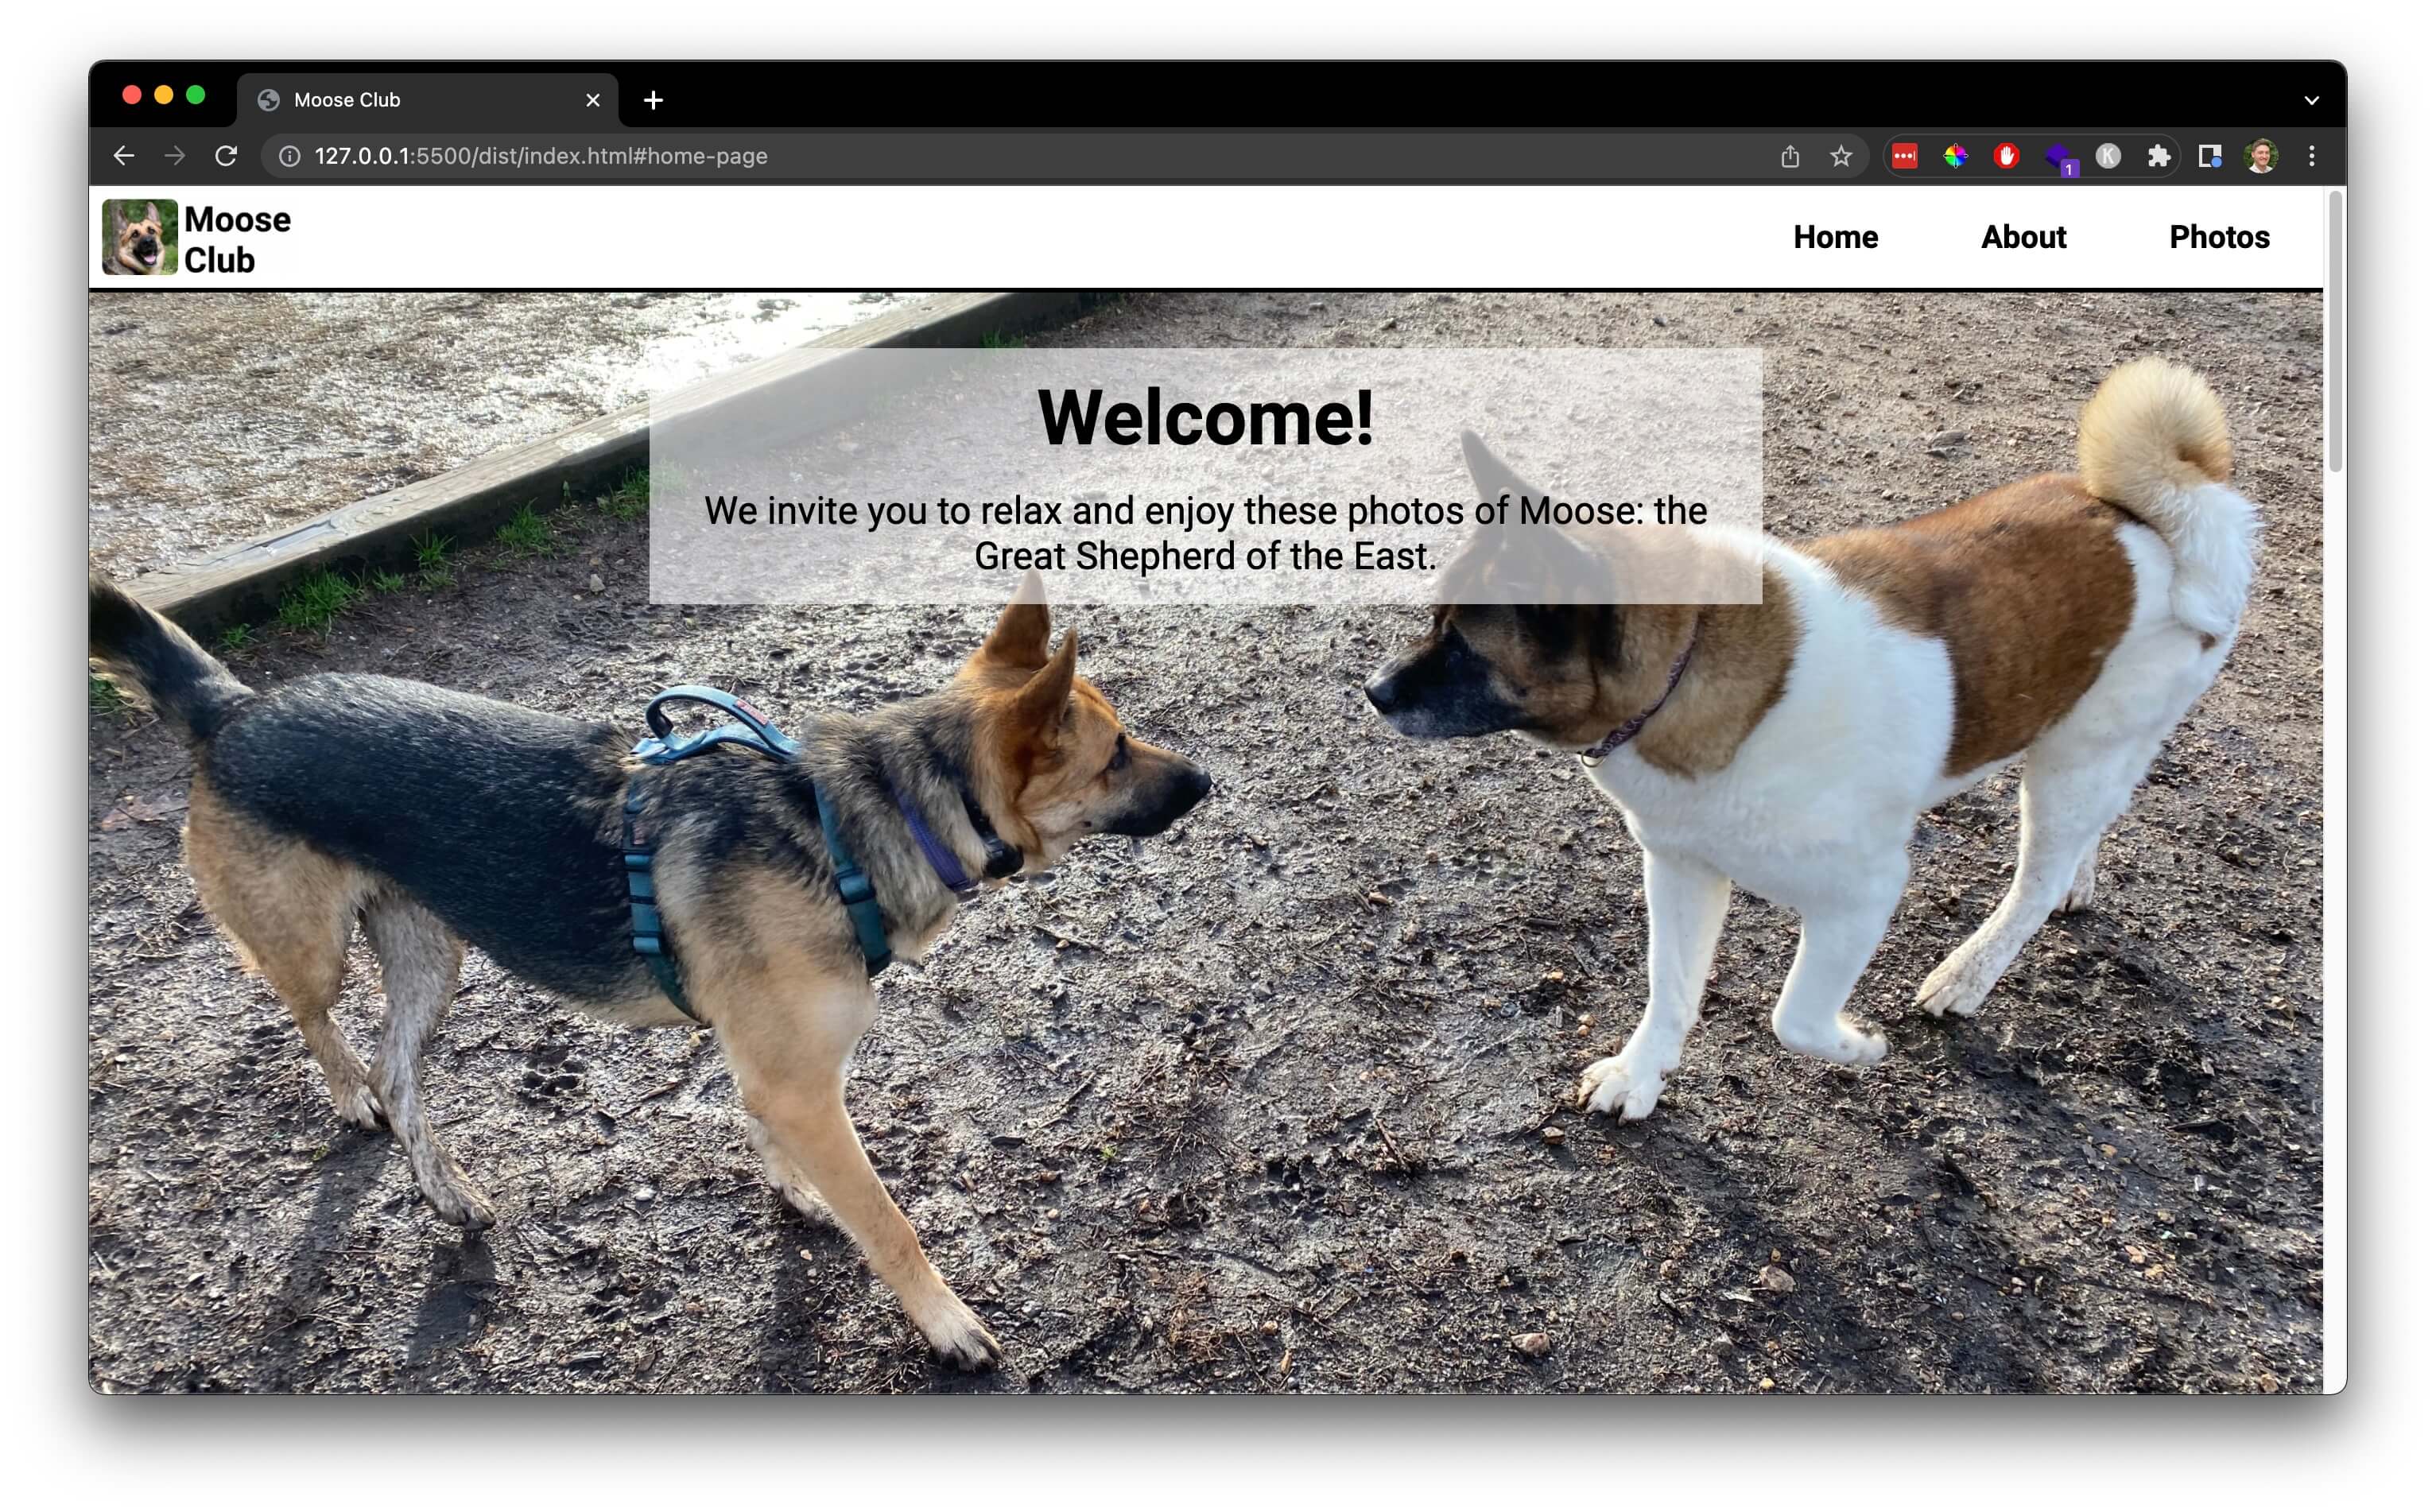 Moose Club
127.0.0.1:5500/dist/index.html#home-page
1
K
Moose
Club
Home
About
Photos
Welcome!
We invite you to relax and enjoy these photos of Moose: the
Great Shepherd of the East.